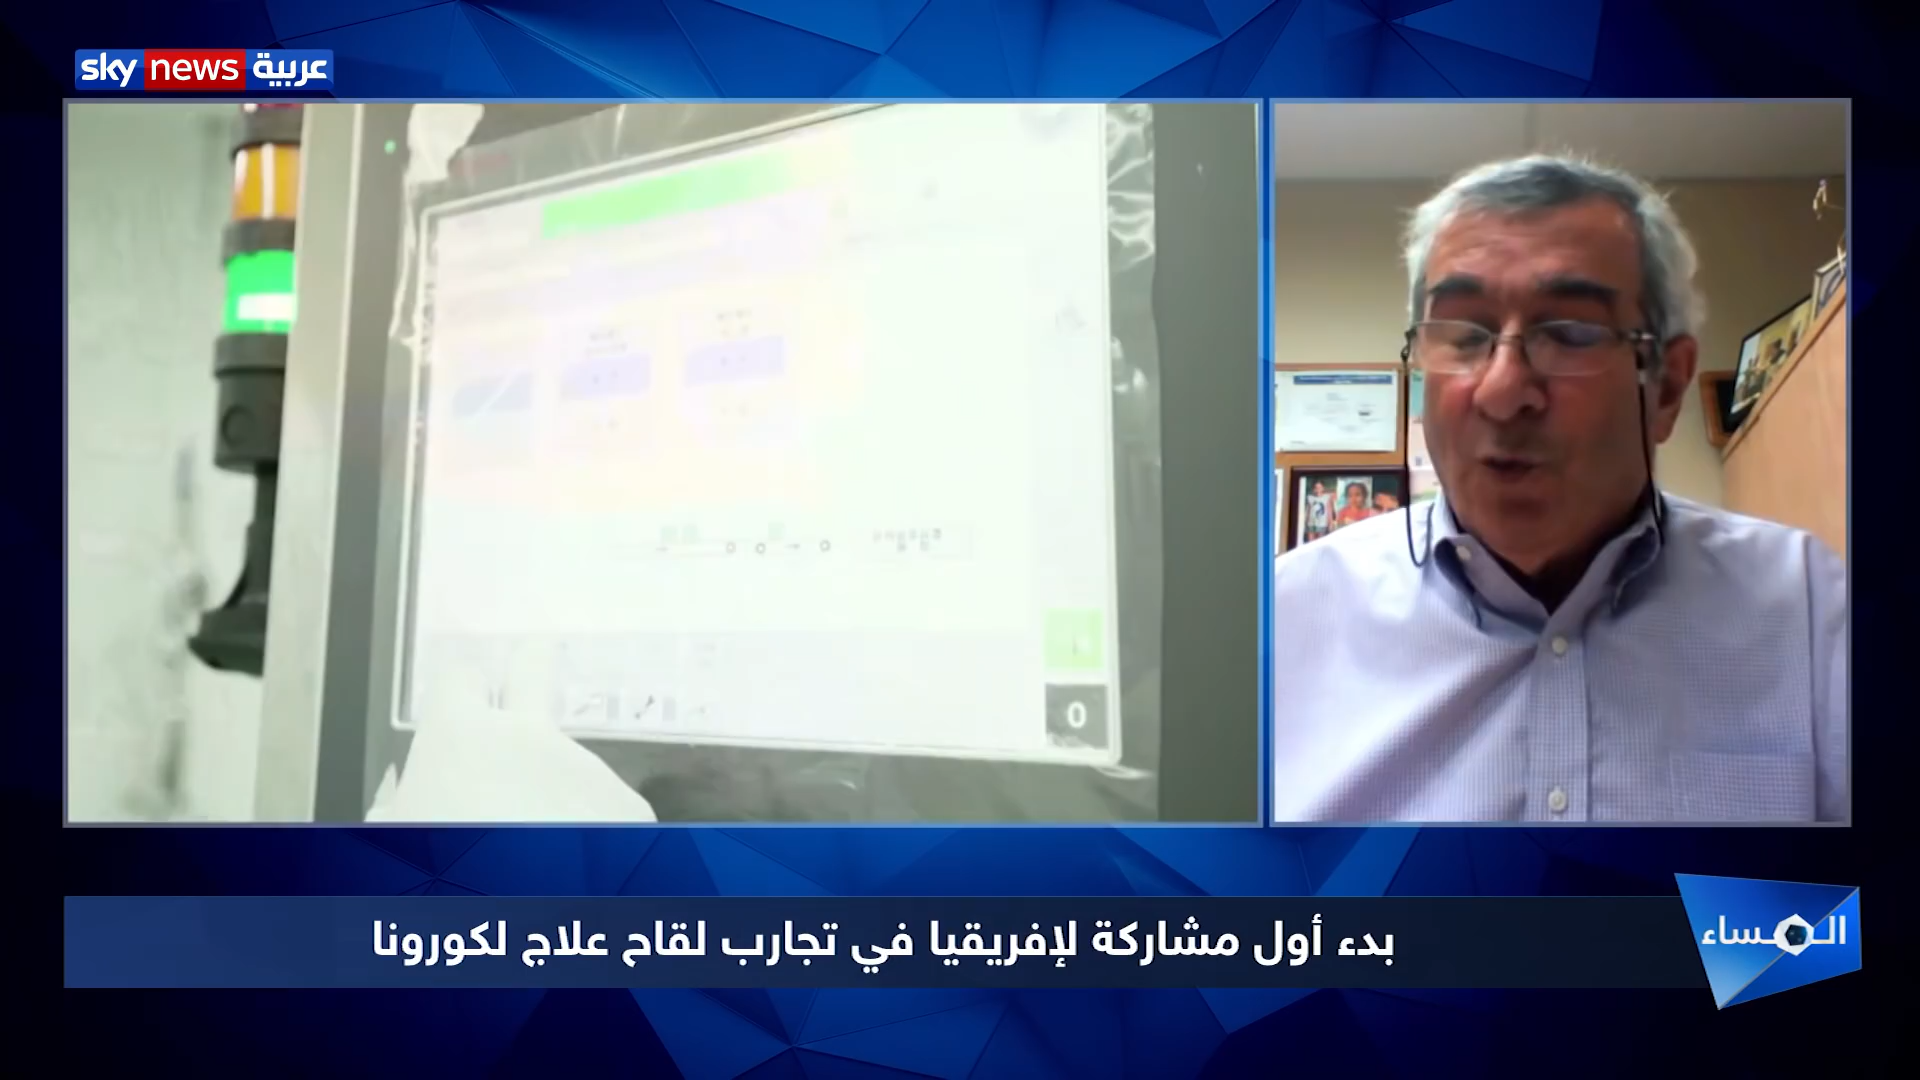 sky news عربية
0
بدء أول مشاركة لإفريقيا في تجارب لقاح علاج لكورونا
المساء